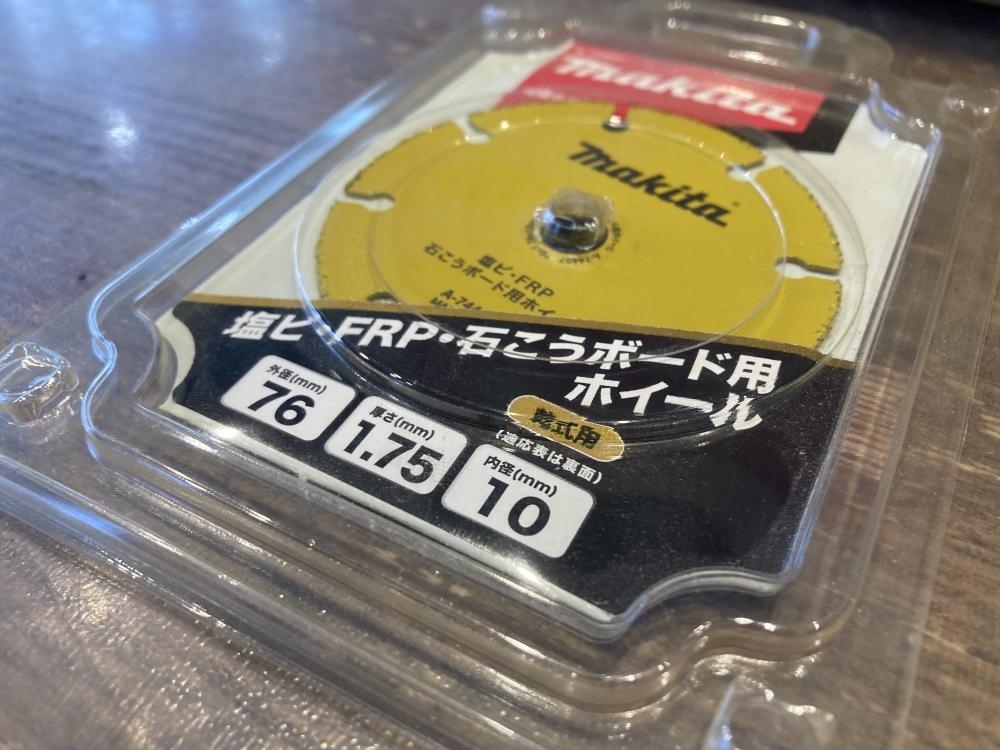 makita
makita
塩ビ・FRP
石こうボード用ホイ
塩ビ・FRP・石こうボード用
ホイール
乾式用
(適応表は裏面)
外径(mm)
76
厚さ(mm)
1.75
内径(mm)
10